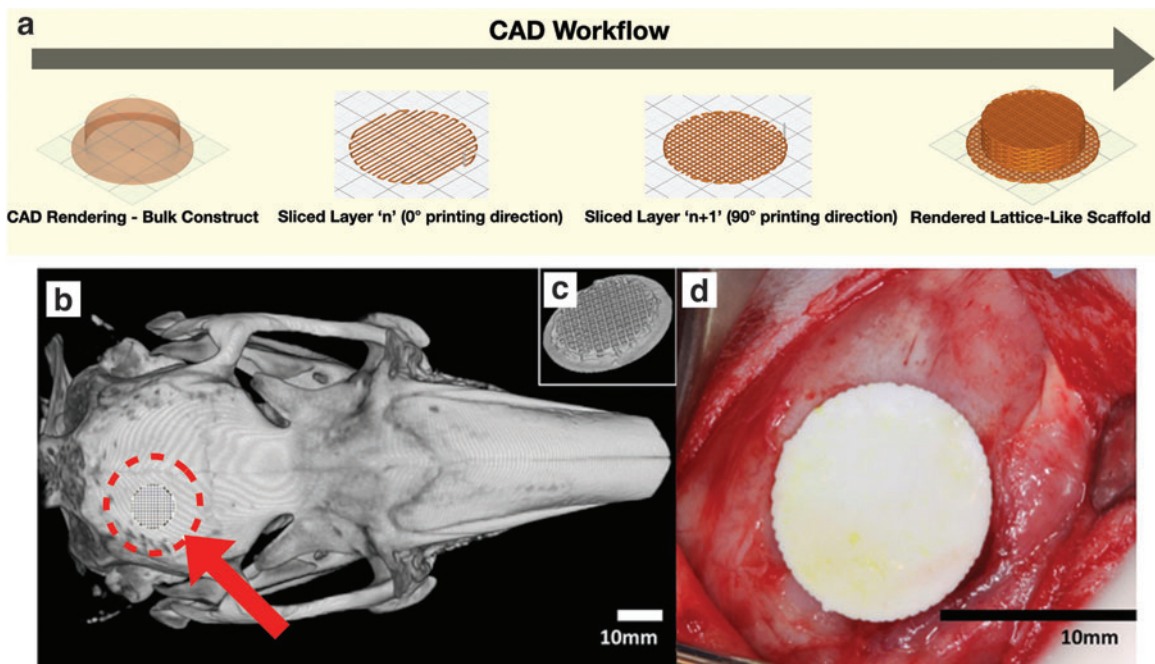 a
CAD Workflow
CAD Rendering - Bulk Construct
Sliced Layer ‘n’ (0° printing direction)
Sliced Layer ‘n+1’ (90° printing direction)
Rendered Lattice-Like Scaffold
b
c
d
10mm
10mm